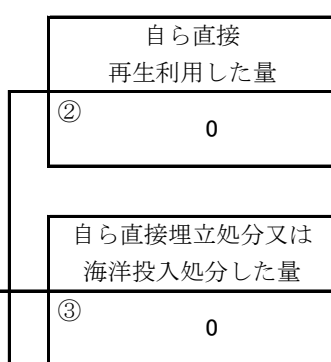 自ら直接
再生利用した量
②
0
自ら直接埋立処分又は
海洋投入処分した量
③
0